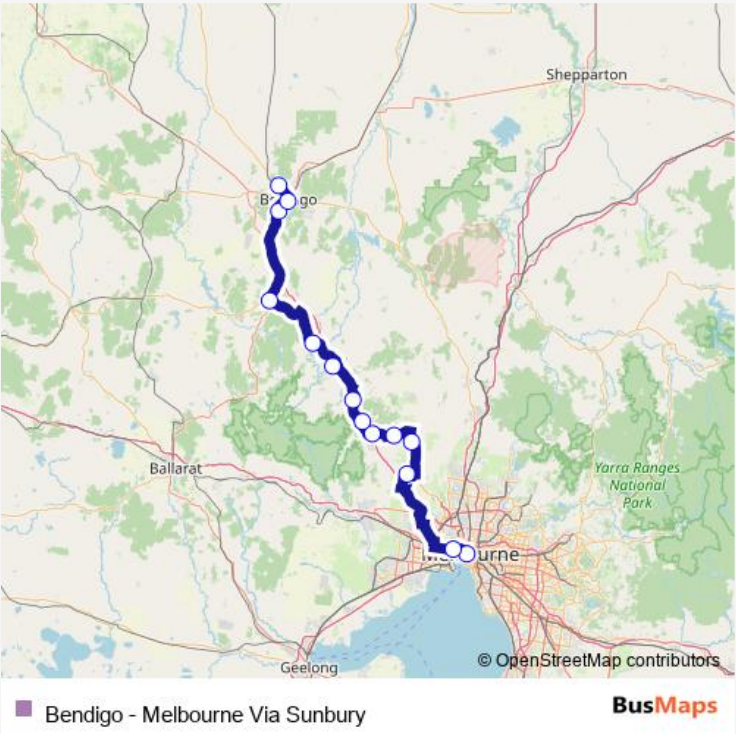 Shepparton
Ballarat
Yarra Ranges
National
Park
Geelong
© OpenStreetMap contributors
Bendigo - Melbourne Via Sunbury
BusMaps